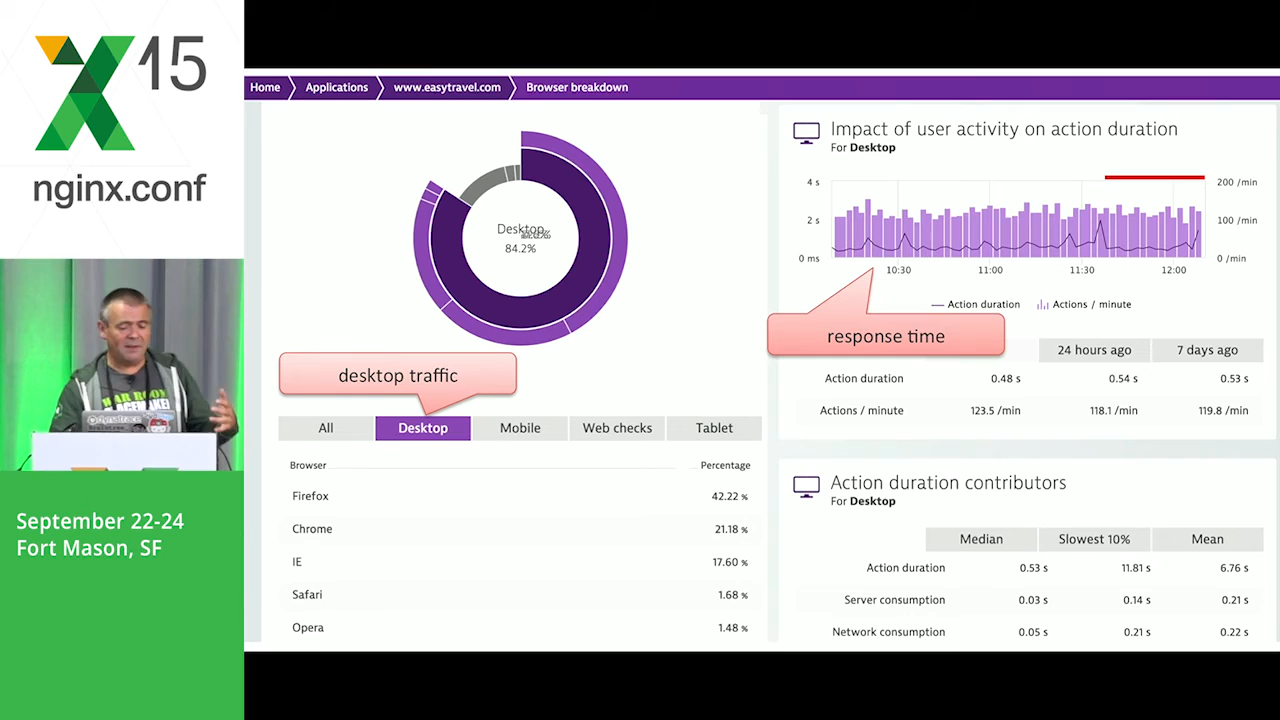 15
nginx.conf
WAR ROOM
PEACEMAKER
dynatrace
September 22-24
Fort Mason, SF
Home
Applications
www.easytravel.com
Browser breakdown
Desktop
84.2%
desktop traffic
All Desktop Mobile Web checks Tablet
Browser Percentage
Firefox 42.22 %
Chrome 21.18 %
IE 17.60 %
Safari 1.68 %
Opera 1.48 %
Impact of user activity on action duration
For Desktop
4 s 200 /min
2 s 100 /min
0 ms 0 /min
10:30 11:00 11:30 12:00
Action duration Actions / minute
response time
24 hours ago 7 days ago
Action duration 0.48 s 0.54 s 0.53 s
Actions / minute 123.5 /min 118.1 /min 119.8 /min
Action duration contributors
For Desktop
Median Slowest 10% Mean
Action duration 0.53 s 11.81 s 6.76 s
Server consumption 0.03 s 0.14 s 0.21 s
Network consumption 0.05 s 0.21 s 0.22 s